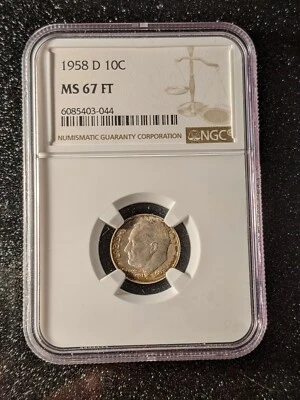 1958 D 10C
MS 67 FT
6085403-044
NUMISMATIC GUARANTY CORPORATION
NGC